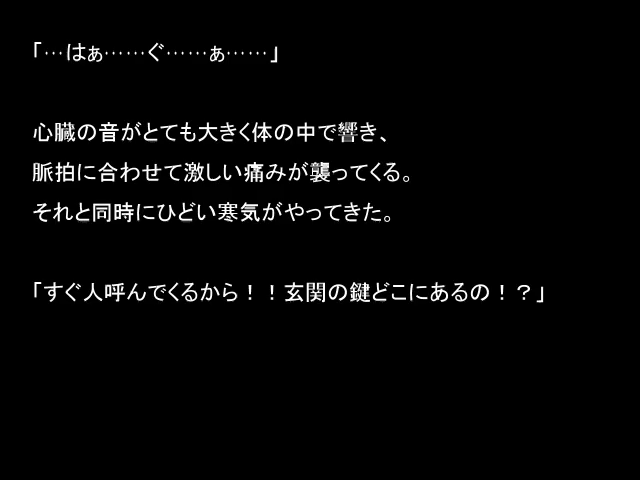 「…はぁ……ぐ……ぁ……」
心臓の音がとても大きく体の中で響き、
脈拍に合わせて激しい痛みが襲ってくる。
それと同時にひどい寒気がやってきた。
「すぐ人呼んでくるから！！玄関の鍵どこにあるの！？」